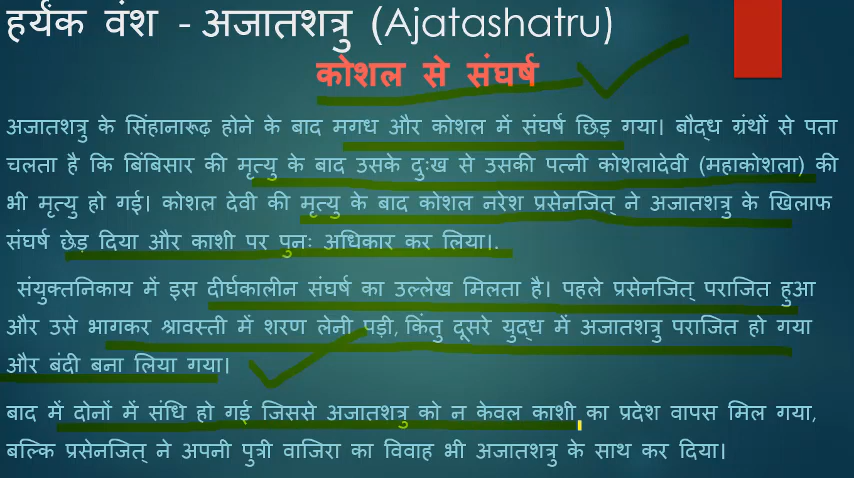 हर्यंक वंश - अजातशत्रु (Ajatashatru)
कोशल से संघर्ष
अजातशत्रु के सिंहानारूढ़ होने के बाद मगध और कोशल में संघर्ष छिड़ गया। बौद्ध ग्रंथों से पता
चलता है कि बिंबिसार की मृत्यु के बाद उसके दुःख से उसकी पत्नी कोशलादेवी (महाकोशला) की
भी मृत्यु हो गई। कोशल देवी की मृत्यु के बाद कोशल नरेश प्रसेनजित् ने अजातशत्रु के खिलाफ
संघर्ष छेड़ दिया और काशी पर पुनः अधिकार कर लिया।.
संयुक्तनिकाय में इस दीर्घकालीन संघर्ष का उल्लेख मिलता है। पहले प्रसेनजित् पराजित हुआ
और उसे भागकर श्रावस्ती में शरण लेनी पड़ी, किंतु दूसरे युद्ध में अजातशत्रु पराजित हो गया
और बंदी बना लिया गया।
बाद में दोनों में संधि हो गई जिससे अजातशत्रु को न केवल काशी का प्रदेश वापस मिल गया,
बल्कि प्रसेनजित् ने अपनी पुत्री वाजिरा का विवाह भी अजातशत्रु के साथ कर दिया।